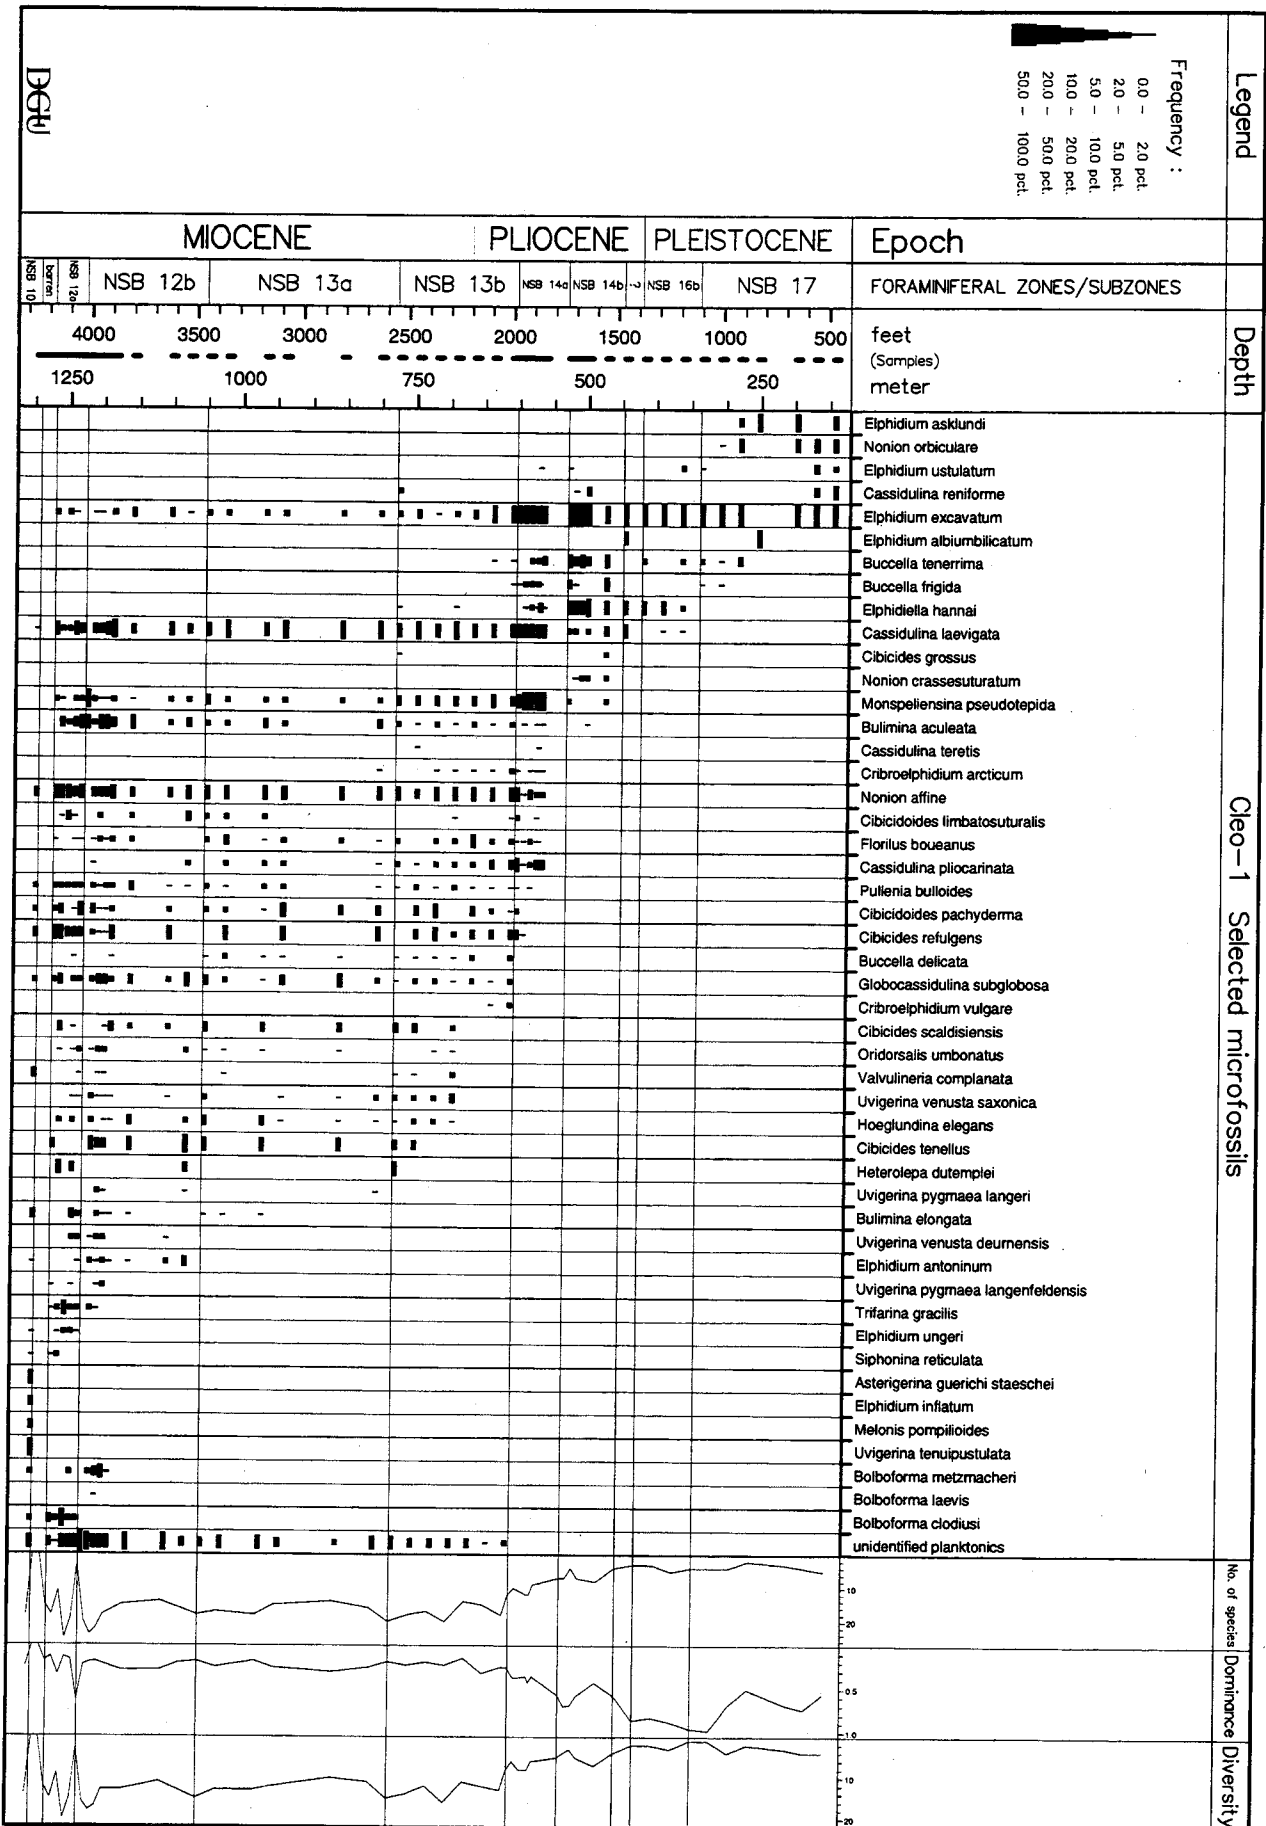 Legend
Frequency :
0.0 - 2.0 pct.
2.0 - 5.0 pct.
5.0 - 10.0 pct.
10.0 - 20.0 pct.
20.0 - 50.0 pct.
50.0 - 100.0 pct.
DGU
MIOCENE PLIOCENE PLEISTOCENE Epoch
NSB 10 barren NSB 12a NSB 12b NSB 13a NSB 13b NSB 14a NSB 14b ? NSB 16b NSB 17 FORAMINIFERAL ZONES/SUBZONES
Depth
4000 3500 3000 2500 2000 1500 1000 500 feet
(Samples)
1250 1000 750 500 250 meter
Cleo-1 Selected microfossils
Elphidium asklundi
Nonion orbiculare
Elphidium ustulatum
Cassidulina reniforme
Elphidium excavatum
Elphidium albiumbilicatum
Buccella tenerrima
Buccella frigida
Elphidiella hannai
Cassidulina laevigata
Cibicides grossus
Nonion crassesuturatum
Monspeliensina pseudotepida
Bulimina aculeata
Cassidulina teretis
Cribroelphidium arcticum
Nonion affine
Cibicidoides limbatosuturalis
Florilus boueanus
Cassidulina pliocarinata
Pullenia bulloides
Cibicidoides pachyderma
Cibicides refulgens
Buccella delicata
Globocassidulina subglobosa
Cribroelphidium vulgare
Cibicides scaldisiensis
Oridorsalis umbonatus
Valvulineria complanata
Uvigerina venusta saxonica
Hoeglundina elegans
Cibicides tenellus
Heterolepa dutemplei
Uvigerina pygmaea langeri
Bulimina elongata
Uvigerina venusta deurnensis
Elphidium antoninum
Uvigerina pygmaea langenfeldensis
Trifarina gracilis
Elphidium ungeri
Siphonina reticulata
Asterigerina guerichi staeschei
Elphidium inflatum
Melonis pompilioides
Uvigerina tenuipustulata
Bolboforma metzmacheri
Bolboforma laevis
Bolboforma clodiusi
unidentified planktonics
No. of species
10
20
Dominance
0.5
1.0
Diversity
10
20